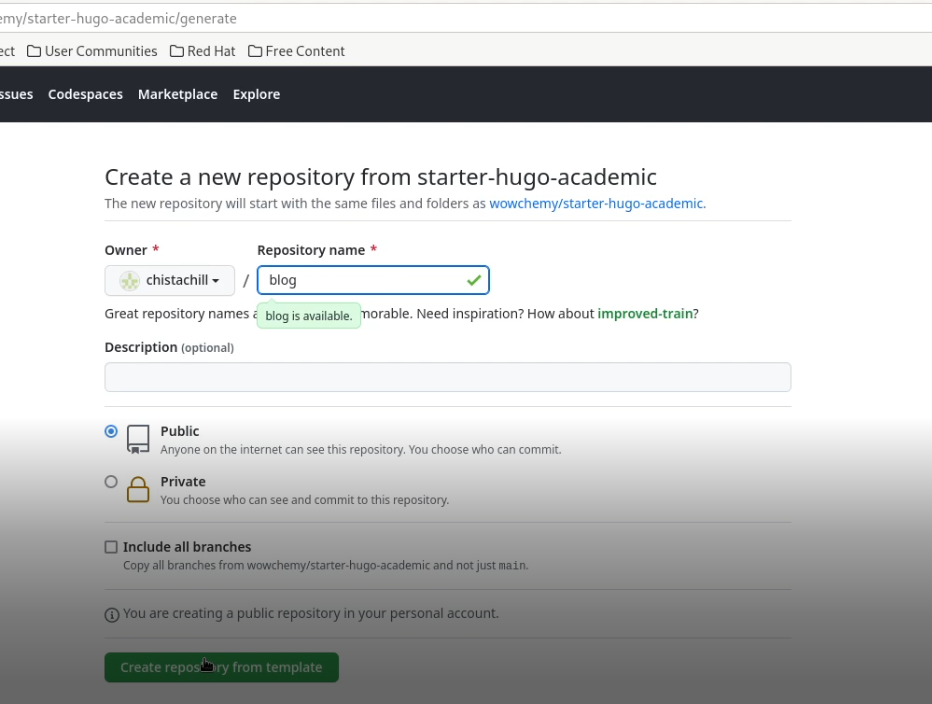 emy/starter-hugo-academic/generate
ect User Communities Red Hat Free Content
ssues Codespaces Marketplace Explore
Create a new repository from starter-hugo-academic
The new repository will start with the same files and folders as wowchemy/starter-hugo-academic.
Owner * Repository name *
chistachill / blog
Great repository names a morable. Need inspiration? How about improved-train?
blog is available.
Description (optional)
Public
Anyone on the internet can see this repository. You choose who can commit.
Private
You choose who can see and commit to this repository.
Include all branches
Copy all branches from wowchemy/starter-hugo-academic and not just main.
You are creating a public repository in your personal account.
Create repository from template